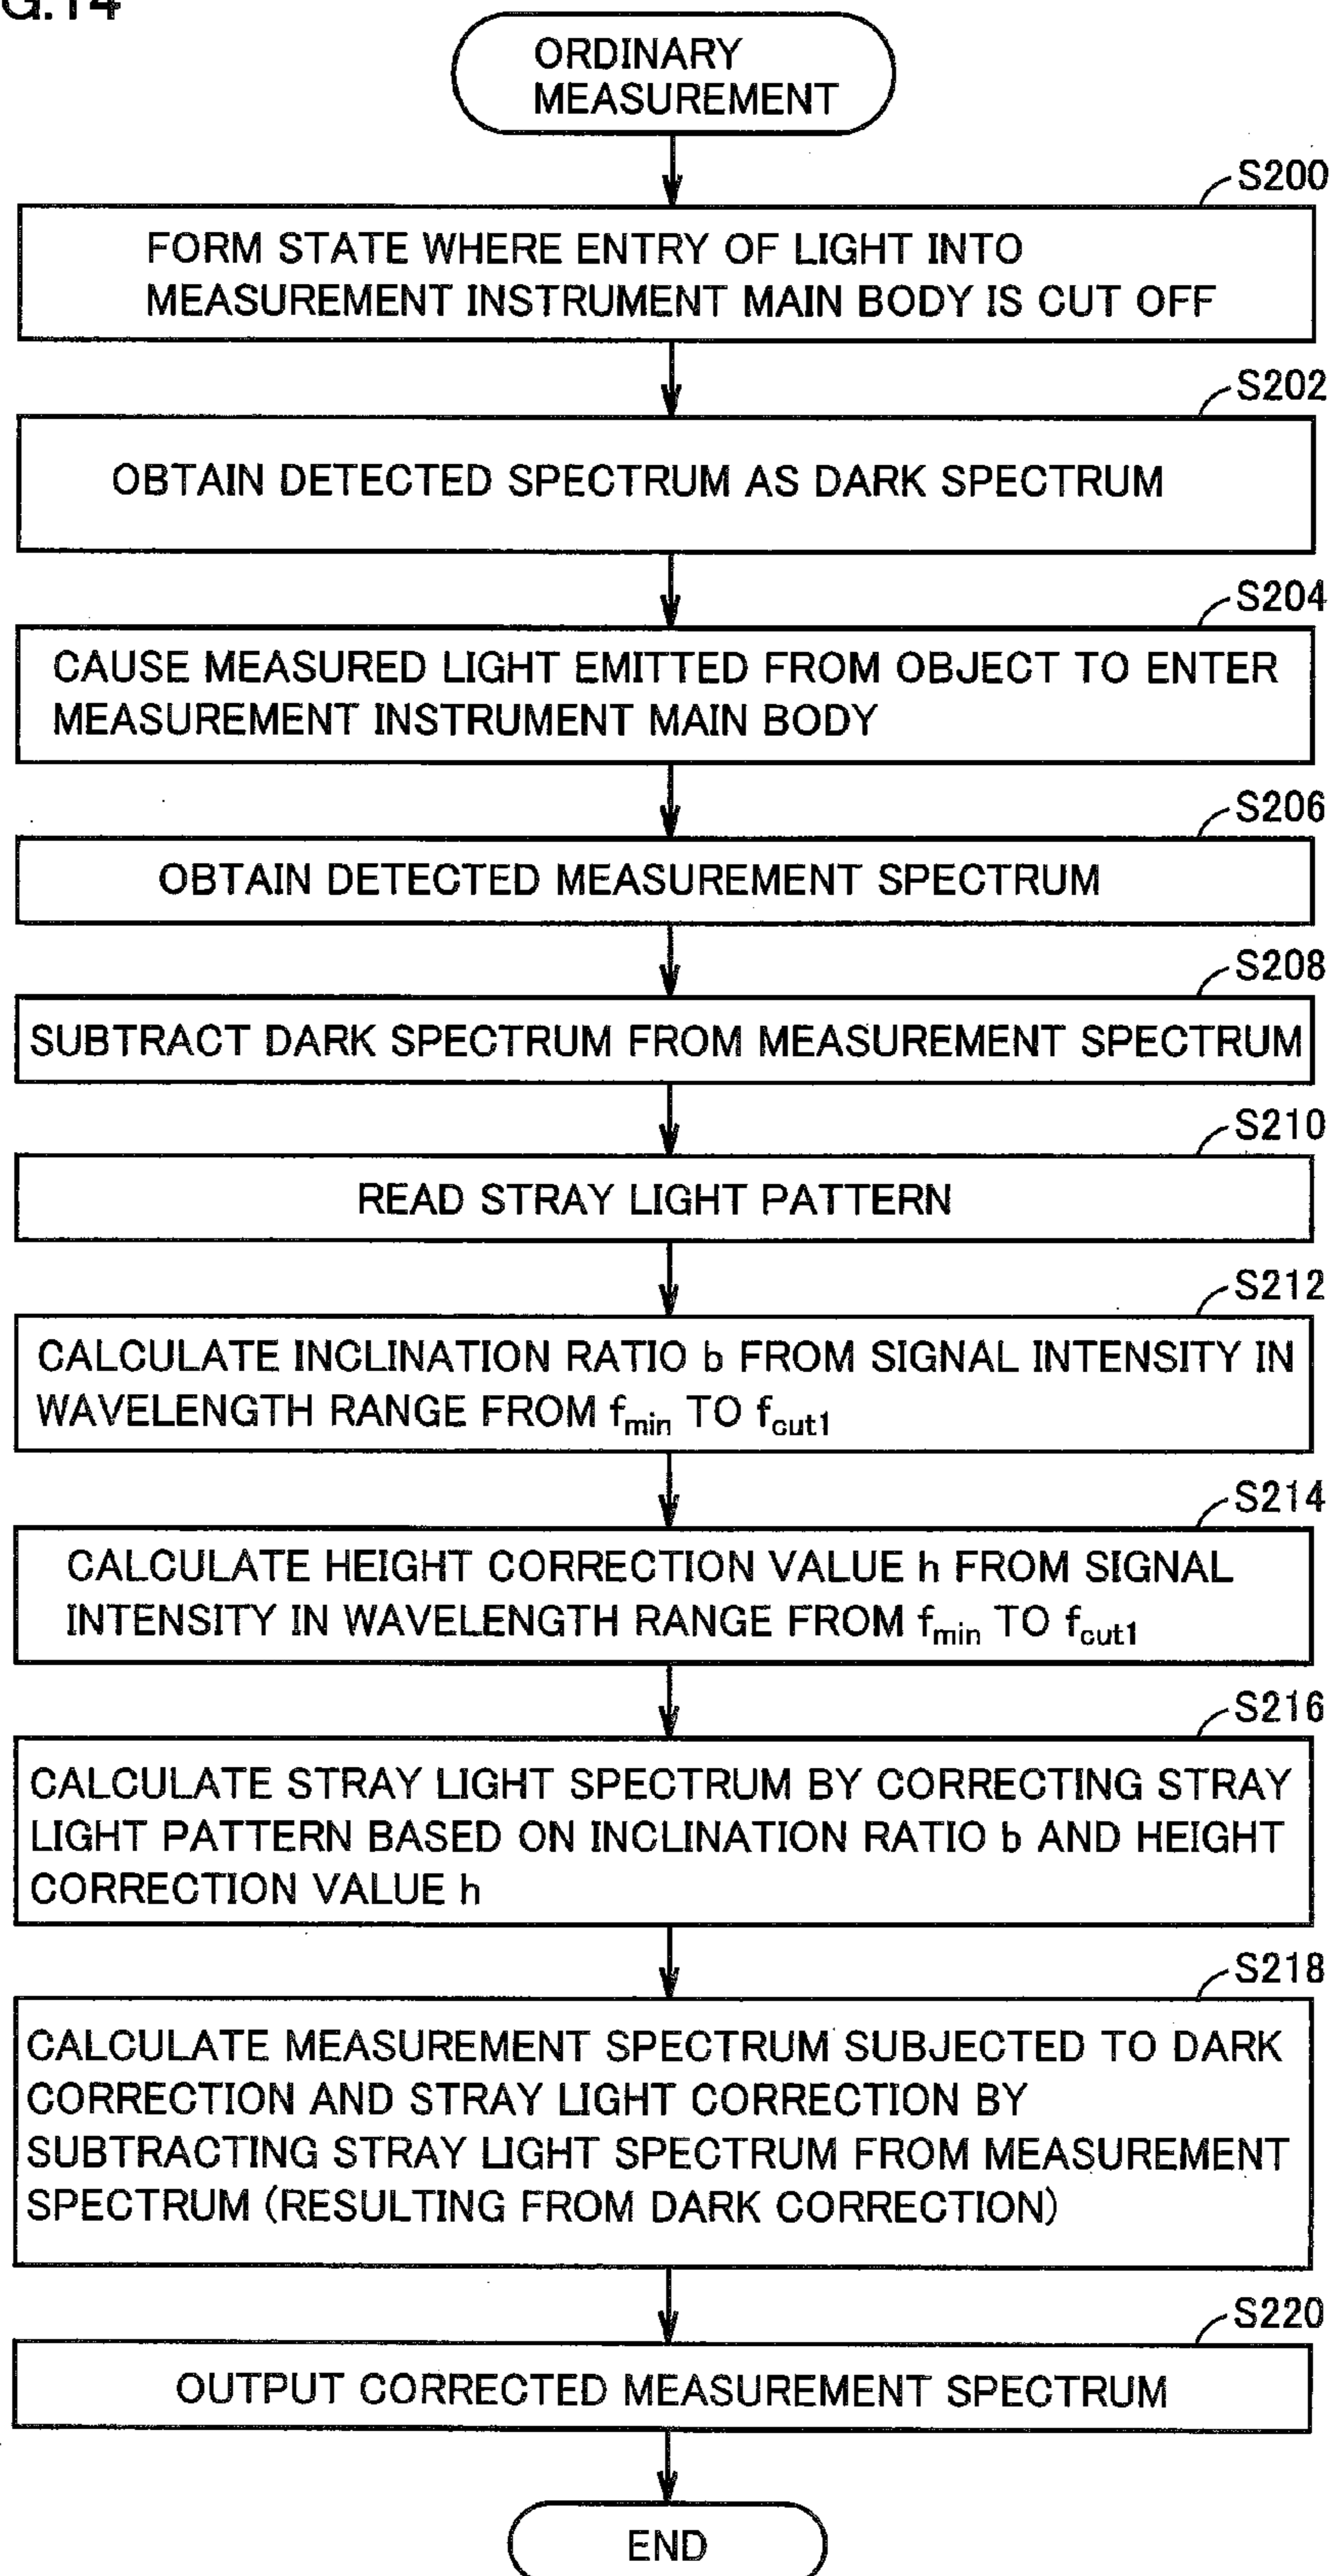 G.14
ORDINARY
MEASUREMENT
S200
FORM STATE WHERE ENTRY OF LIGHT INTO
MEASUREMENT INSTRUMENT MAIN BODY IS CUT OFF
S202
OBTAIN DETECTED SPECTRUM AS DARK SPECTRUM
S204
CAUSE MEASURED LIGHT EMITTED FROM OBJECT TO ENTER
MEASUREMENT INSTRUMENT MAIN BODY
S206
OBTAIN DETECTED MEASUREMENT SPECTRUM
S208
SUBTRACT DARK SPECTRUM FROM MEASUREMENT SPECTRUM
S210
READ STRAY LIGHT PATTERN
S212
CALCULATE INCLINATION RATIO b FROM SIGNAL INTENSITY IN
WAVELENGTH RANGE FROM fmin TO fcut1
S214
CALCULATE HEIGHT CORRECTION VALUE h FROM SIGNAL
INTENSITY IN WAVELENGTH RANGE FROM fmin TO fcut1
S216
CALCULATE STRAY LIGHT SPECTRUM BY CORRECTING STRAY
LIGHT PATTERN BASED ON INCLINATION RATIO b AND HEIGHT
CORRECTION VALUE h
S218
CALCULATE MEASUREMENT SPECTRUM SUBJECTED TO DARK
CORRECTION AND STRAY LIGHT CORRECTION BY
SUBTRACTING STRAY LIGHT SPECTRUM FROM MEASUREMENT
SPECTRUM (RESULTING FROM DARK CORRECTION)
S220
OUTPUT CORRECTED MEASUREMENT SPECTRUM
END